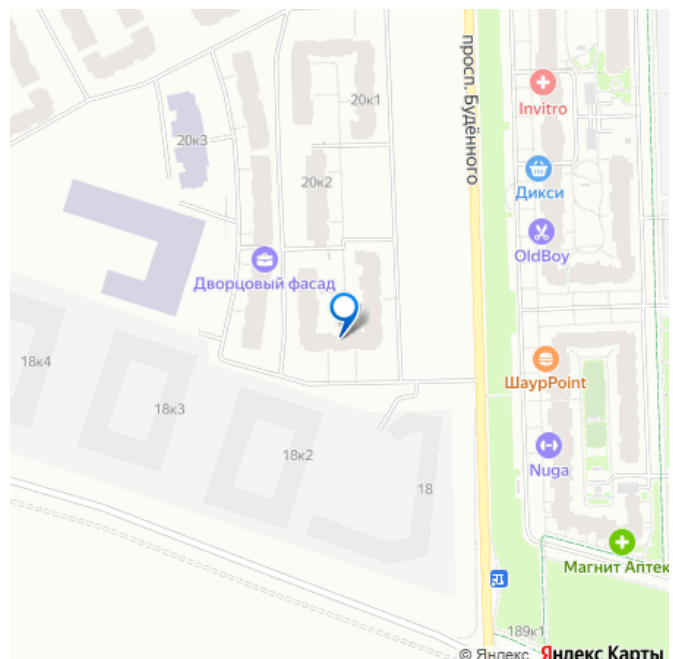 20к1
просп. Будённого
Invitro
20к3
20к2
Дикси
OldBoy
Дворцовый фасад
18к4
ШаурPoint
18к3
18к2
Nuga
18
Магнит Аптек
189к1
© Яндекс Яндекс Карты